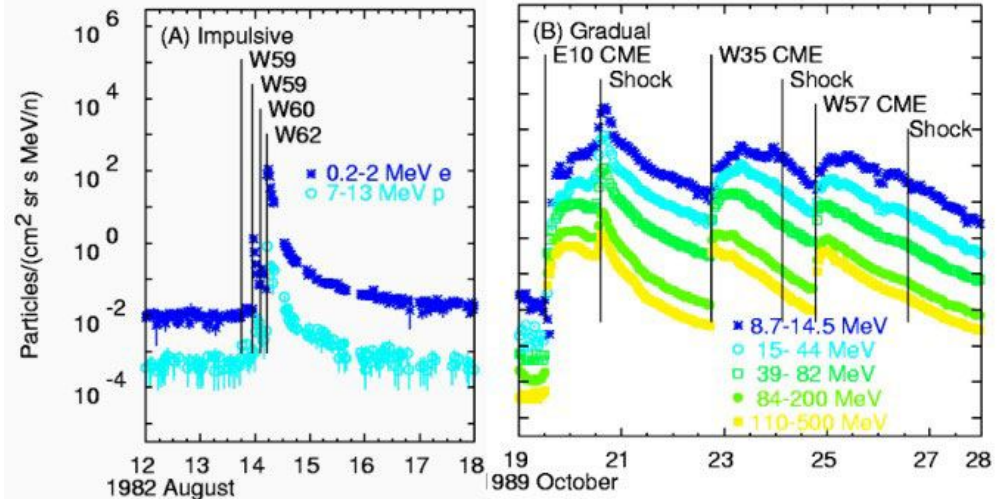 (A) Impulsive
W59
W59
W60
W62
0.2-2 MeV e
7-13 MeV p
Particles/(cm2 sr s MeV/n)
10 6
10 4
10 2
10 0
10 -2
10 -4
12 13 14 15 16 17 18
1982 August
(B) Gradual
E10 CME
W35 CME
Shock
Shock
W57 CME
Shock
8.7-14.5 MeV
15- 44 MeV
39- 82 MeV
84-200 MeV
110-500 MeV
19 21 23 25 27 28
1989 October